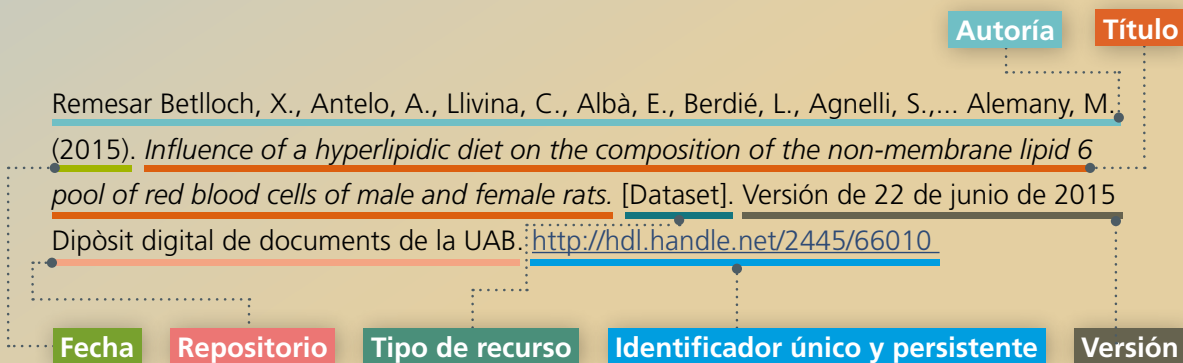 Autoría Título
Remesar Betlloch, X., Antelo, A., Llivina, C., Albà, E., Berdié, L., Agnelli, S.,... Alemany, M.
(2015). Influence of a hyperlipidic diet on the composition of the non-membrane lipid 6
pool of red blood cells of male and female rats. [Dataset]. Versión de 22 de junio de 2015
Dipòsit digital de documents de la UAB. http://hdl.handle.net/2445/66010
Fecha Repositorio Tipo de recurso Identificador único y persistente Versión